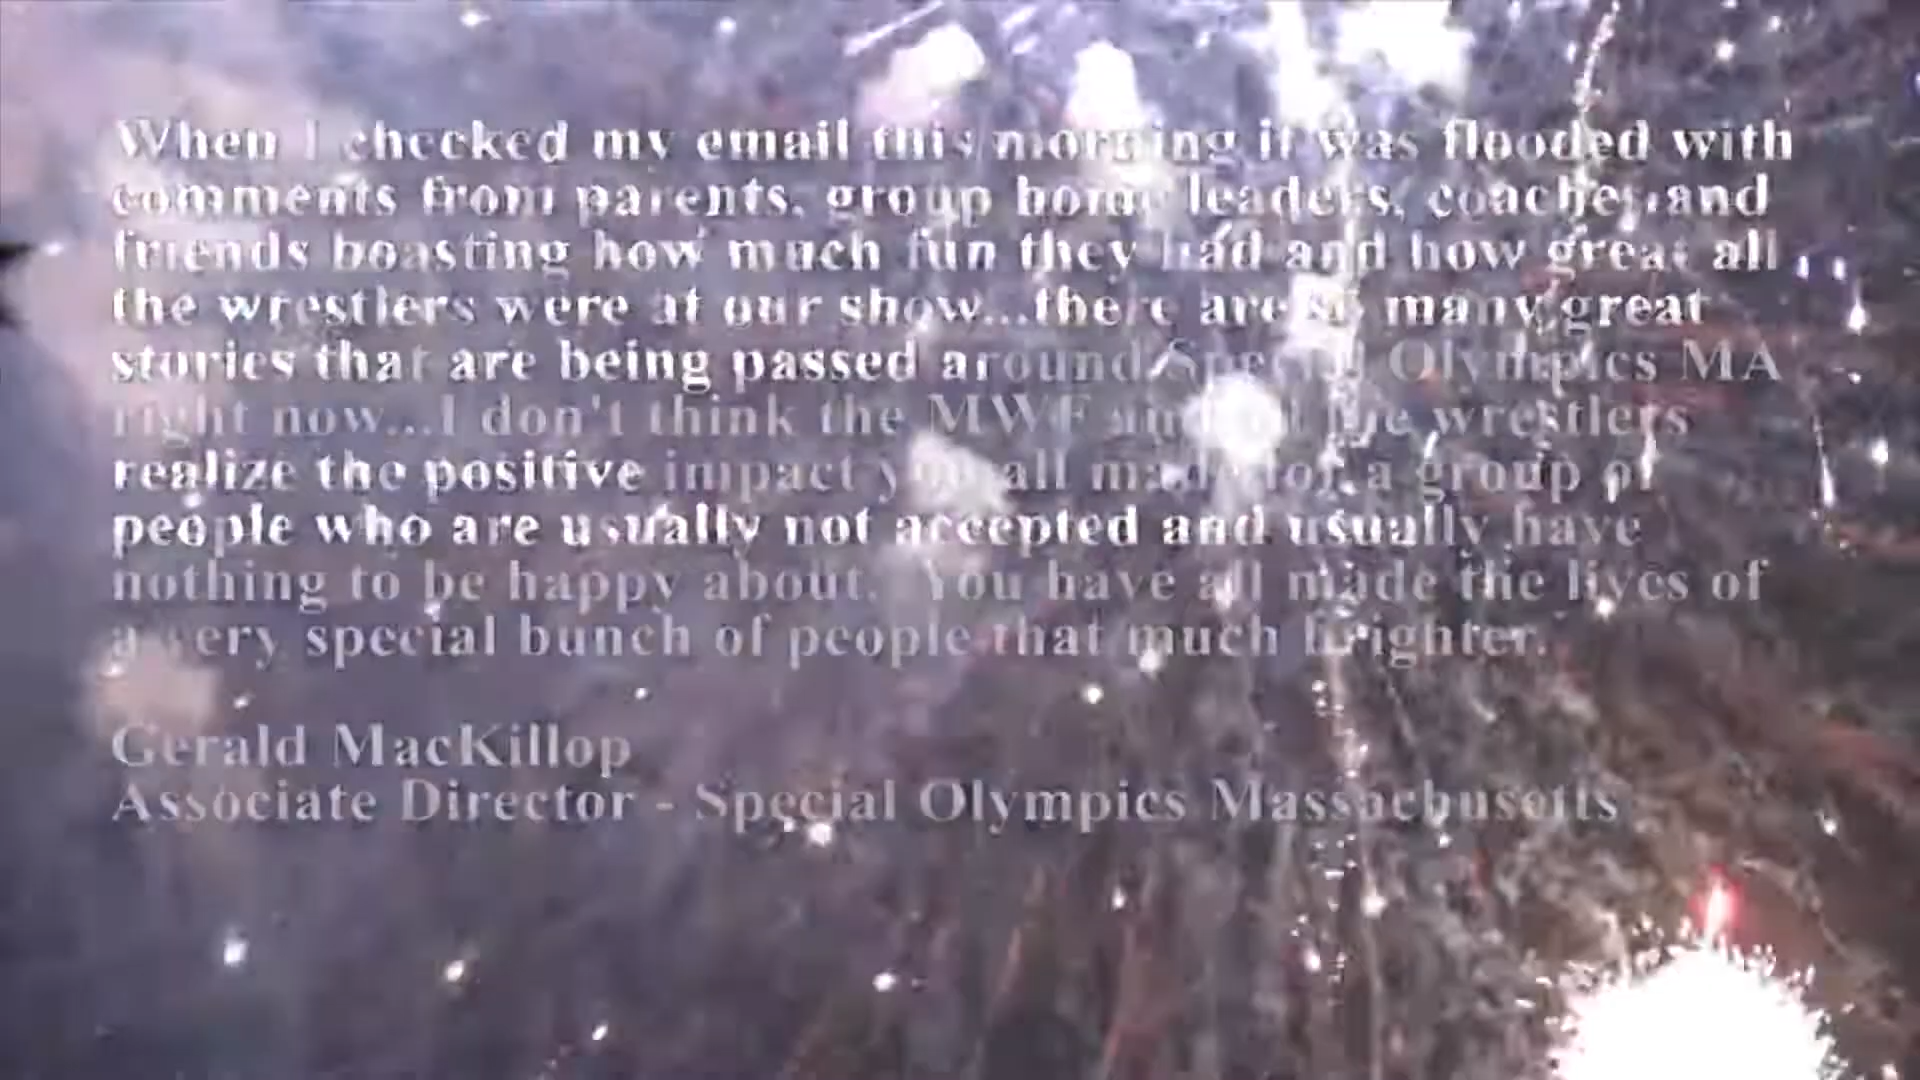 When I checked my email this morning it was flooded with
comments from parents, group home leaders, coaches and
friends boasting how much fun they had and how great all
the wrestlers were at our show...there are so many great
stories that are being passed around Special Olympics MA
right now...I don't think the MWF and all the wrestlers
realize the positive impact you all made for a group of
people who are usually not accepted and usually have
nothing to be happy about. You have all made the lives of
a very special bunch of people that much brighter.
Gerald MacKillop
Associate Director - Special Olympics Massachusetts